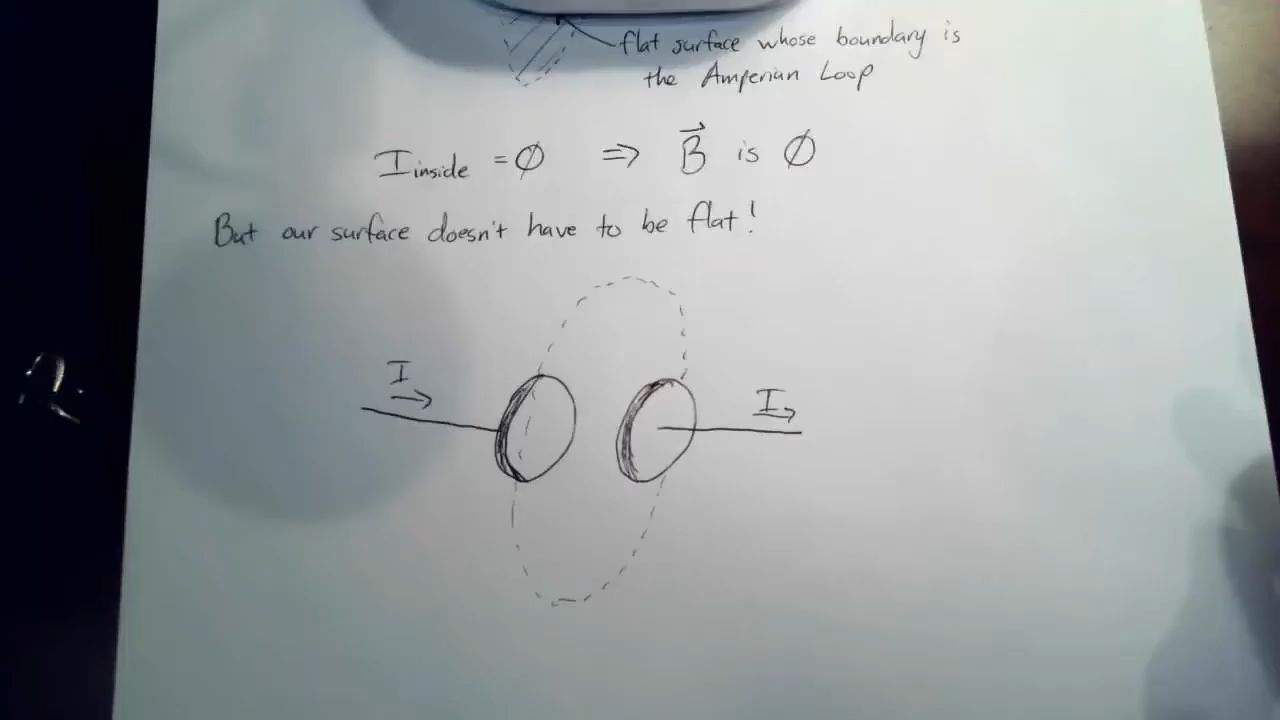 flat surface whose boundary is
the Amperian Loop
I inside = ∅ ⇒ B⃗ is ∅
But our surface doesn't have to be flat!
I
I